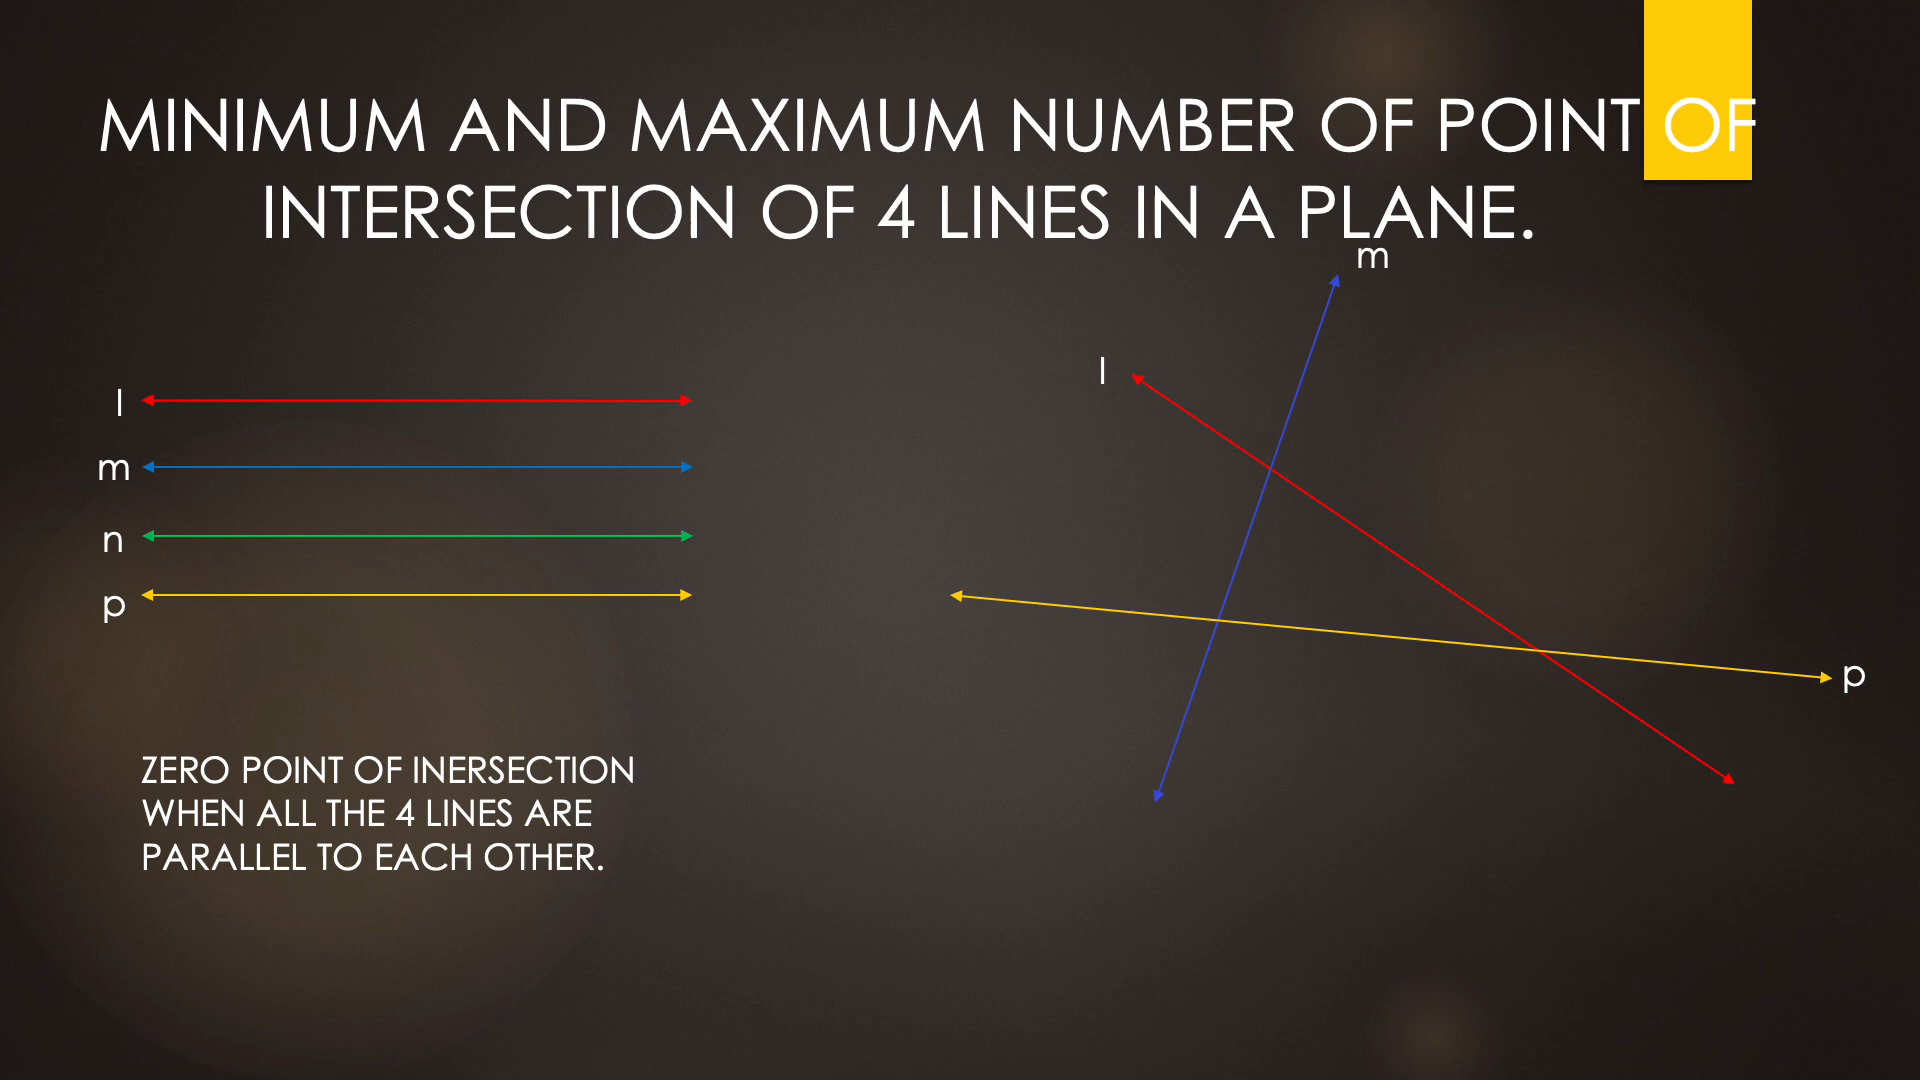 MINIMUM AND MAXIMUM NUMBER OF POINT OF
INTERSECTION OF 4 LINES IN A PLANE.
m
l
l
m
n
p
p
ZERO POINT OF INERSECTION
WHEN ALL THE 4 LINES ARE
PARALLEL TO EACH OTHER.